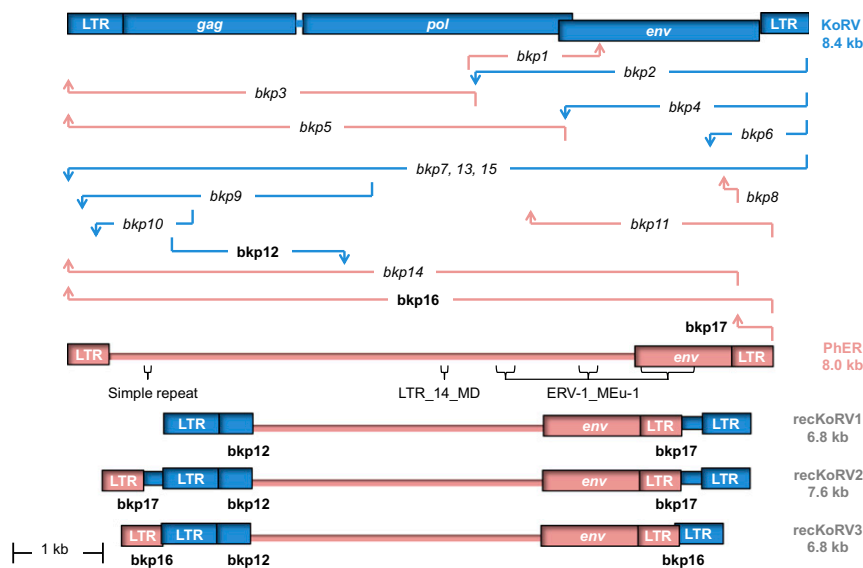 LTR gag pol env LTR KoRV
8.4 kb
bkp1
bkp2
bkp3
bkp4
bkp5
bkp6
bkp7, 13, 15
bkp8
bkp9
bkp10
bkp11
bkp12
bkp14
bkp16
bkp17
LTR env LTR PhER
8.0 kb
Simple repeat LTR_14_MD ERV-1_MEu-1
LTR env LTR LTR recKoRV1
6.8 kb
bkp12 bkp17
LTR LTR env LTR LTR recKoRV2
7.6 kb
bkp17 bkp12 bkp17
LTR LTR env LTR LTR recKoRV3
6.8 kb
1 kb
bkp16 bkp12 bkp16